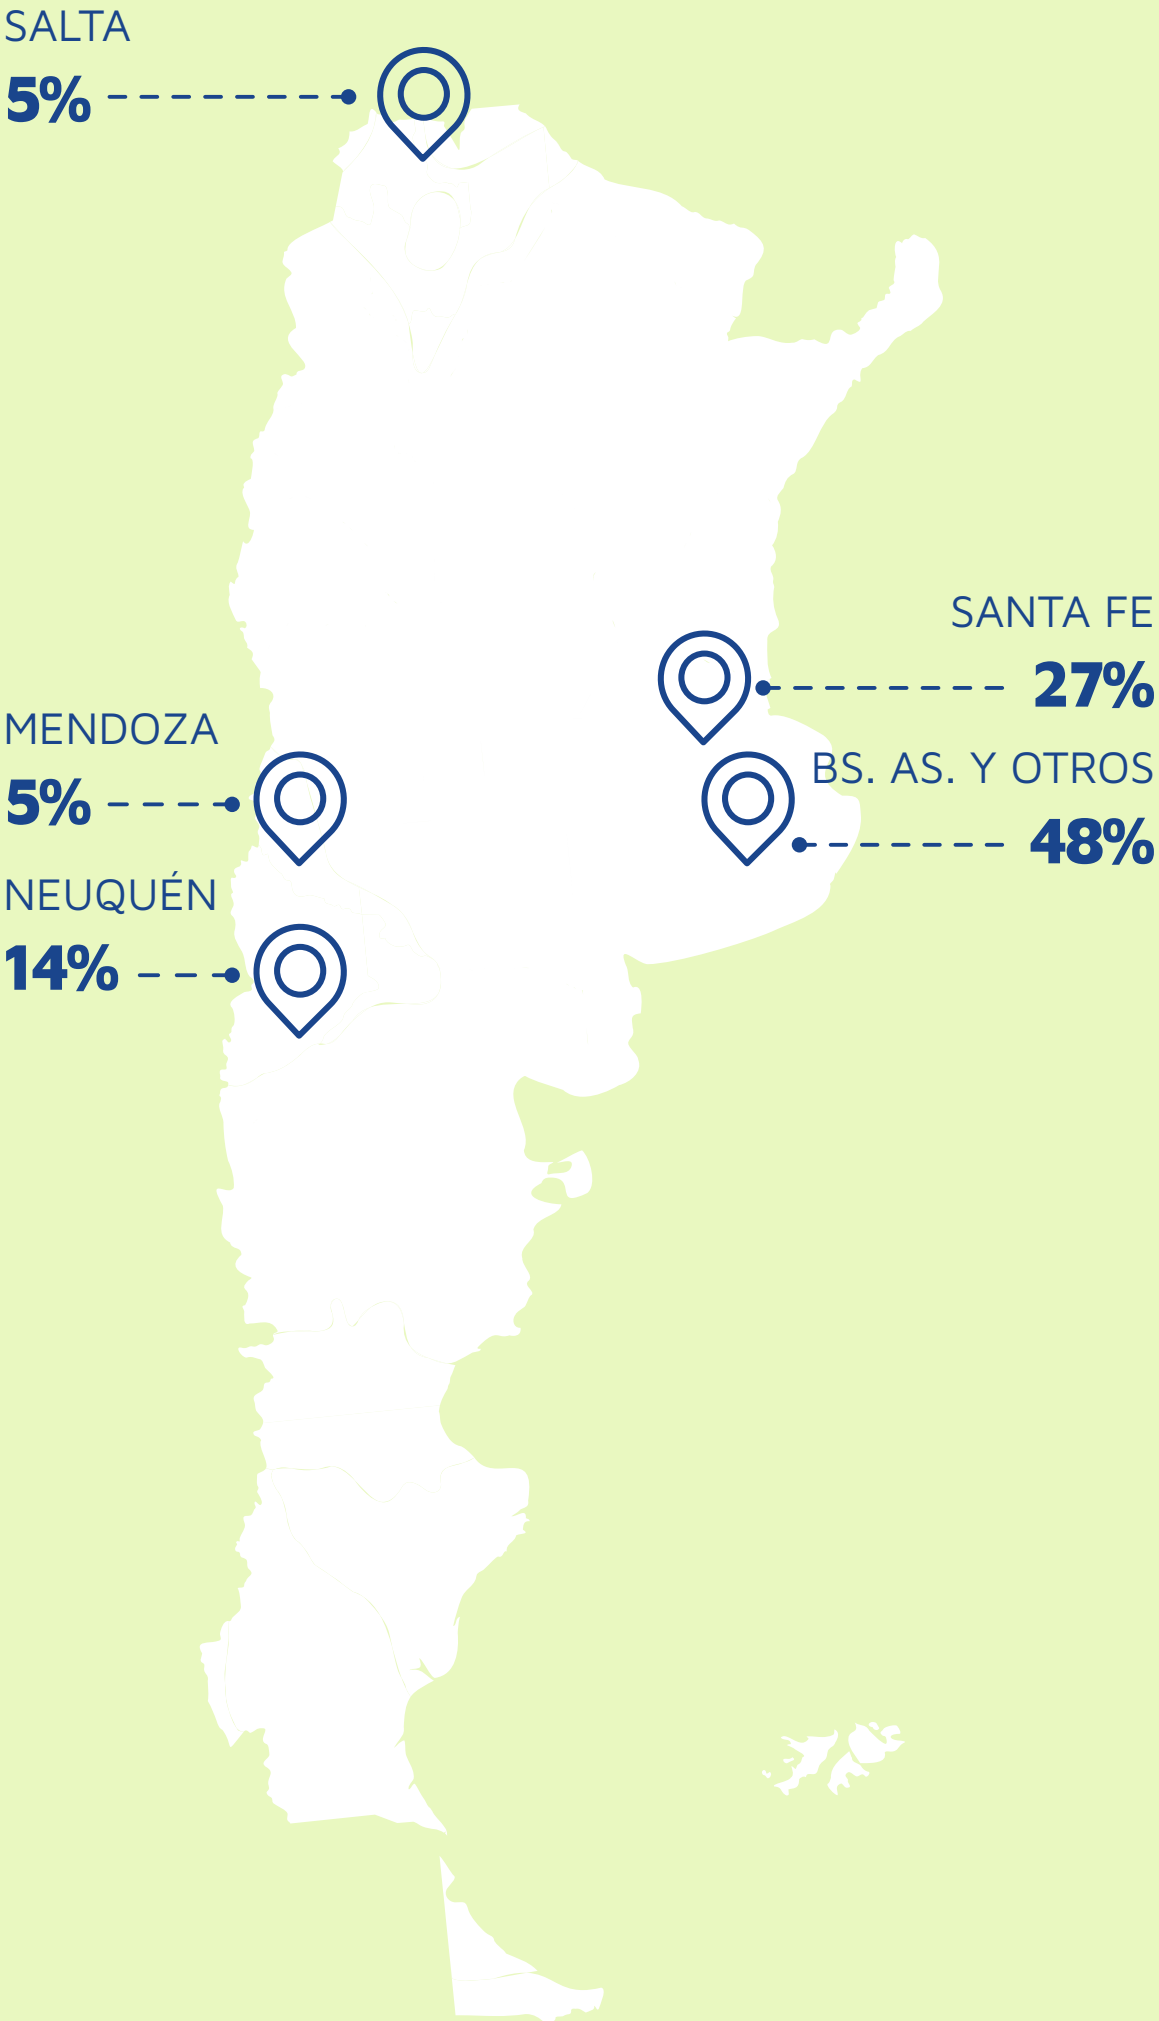 SALTA
5%
SANTA FE
27%
MENDOZA
5%
BS. AS. Y OTROS
48%
NEUQUÉN
14%